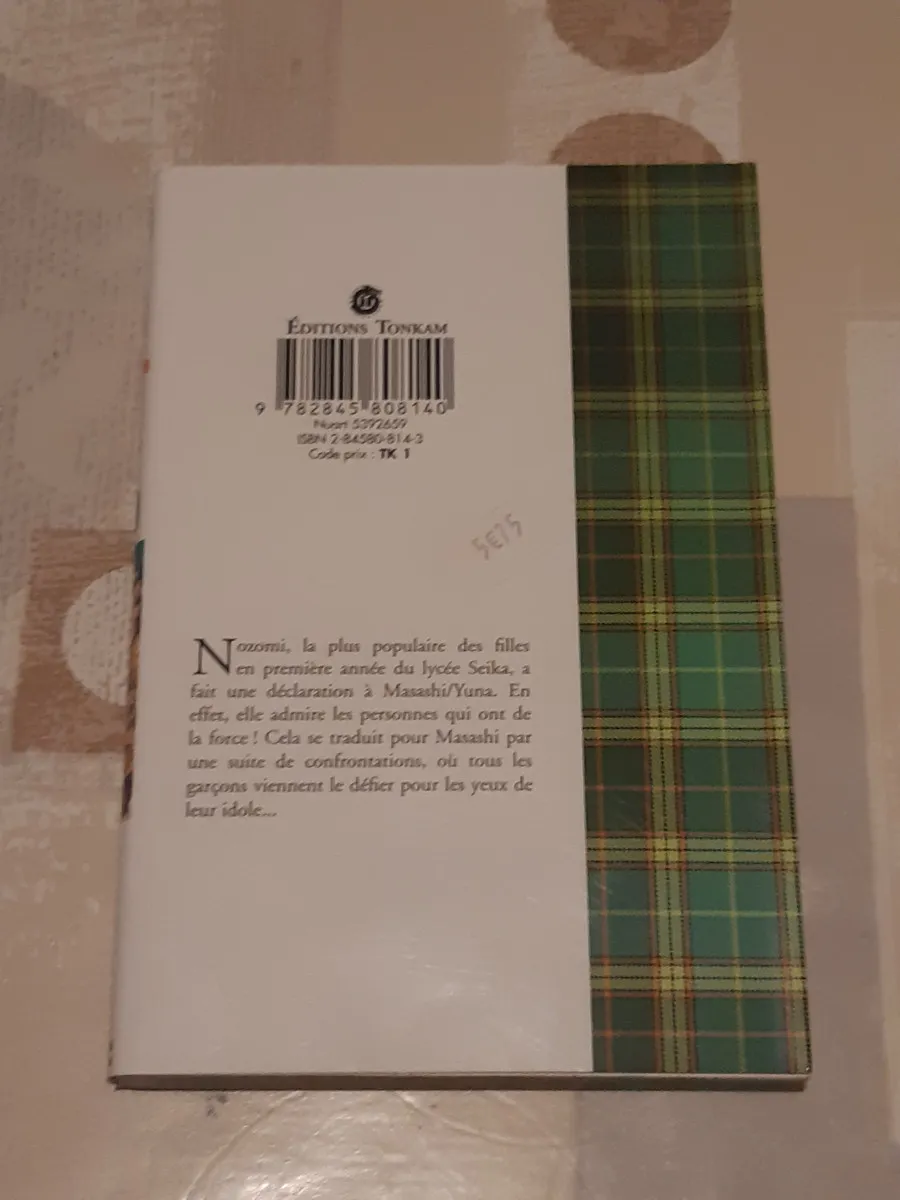 ÉDITIONS TONKAM
9 782845 808140
Nuart 5392659
ISBN 2-84580-814-3
Code prix : TK 1
5€75
Nozomi, la plus populaire des filles
en première année du lycée Seika, a
fait une déclaration à Masashi/Yuna. En
effet, elle admire les personnes qui ont de
la force ! Cela se traduit pour Masashi par
une suite de confrontations, où tous les
garçons viennent le défier pour les yeux de
leur idole...